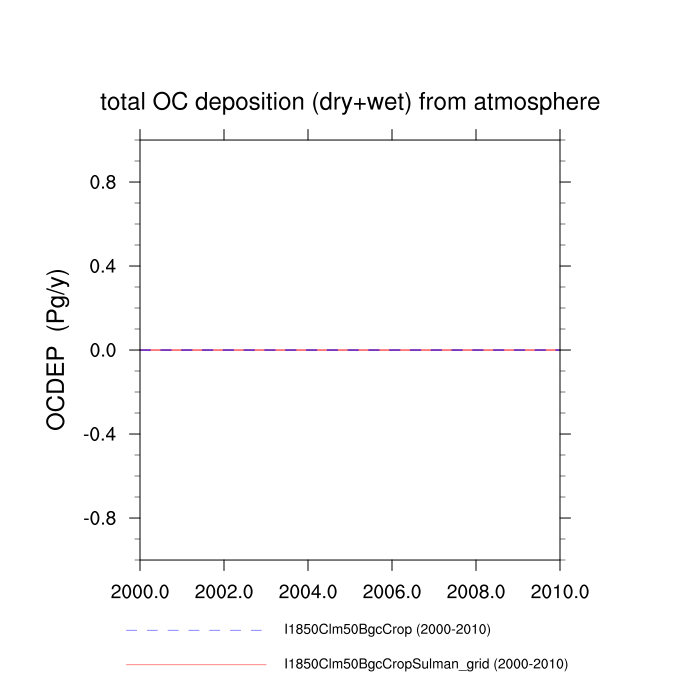 total OC deposition (dry+wet) from atmosphere
OCDEP (Pg/y)
0.8
0.4
0.0
-0.4
-0.8
2000.0 2002.0 2004.0 2006.0 2008.0 2010.0
I1850Clm50BgcCrop (2000-2010)
I1850Clm50BgcCropSulman_grid (2000-2010)